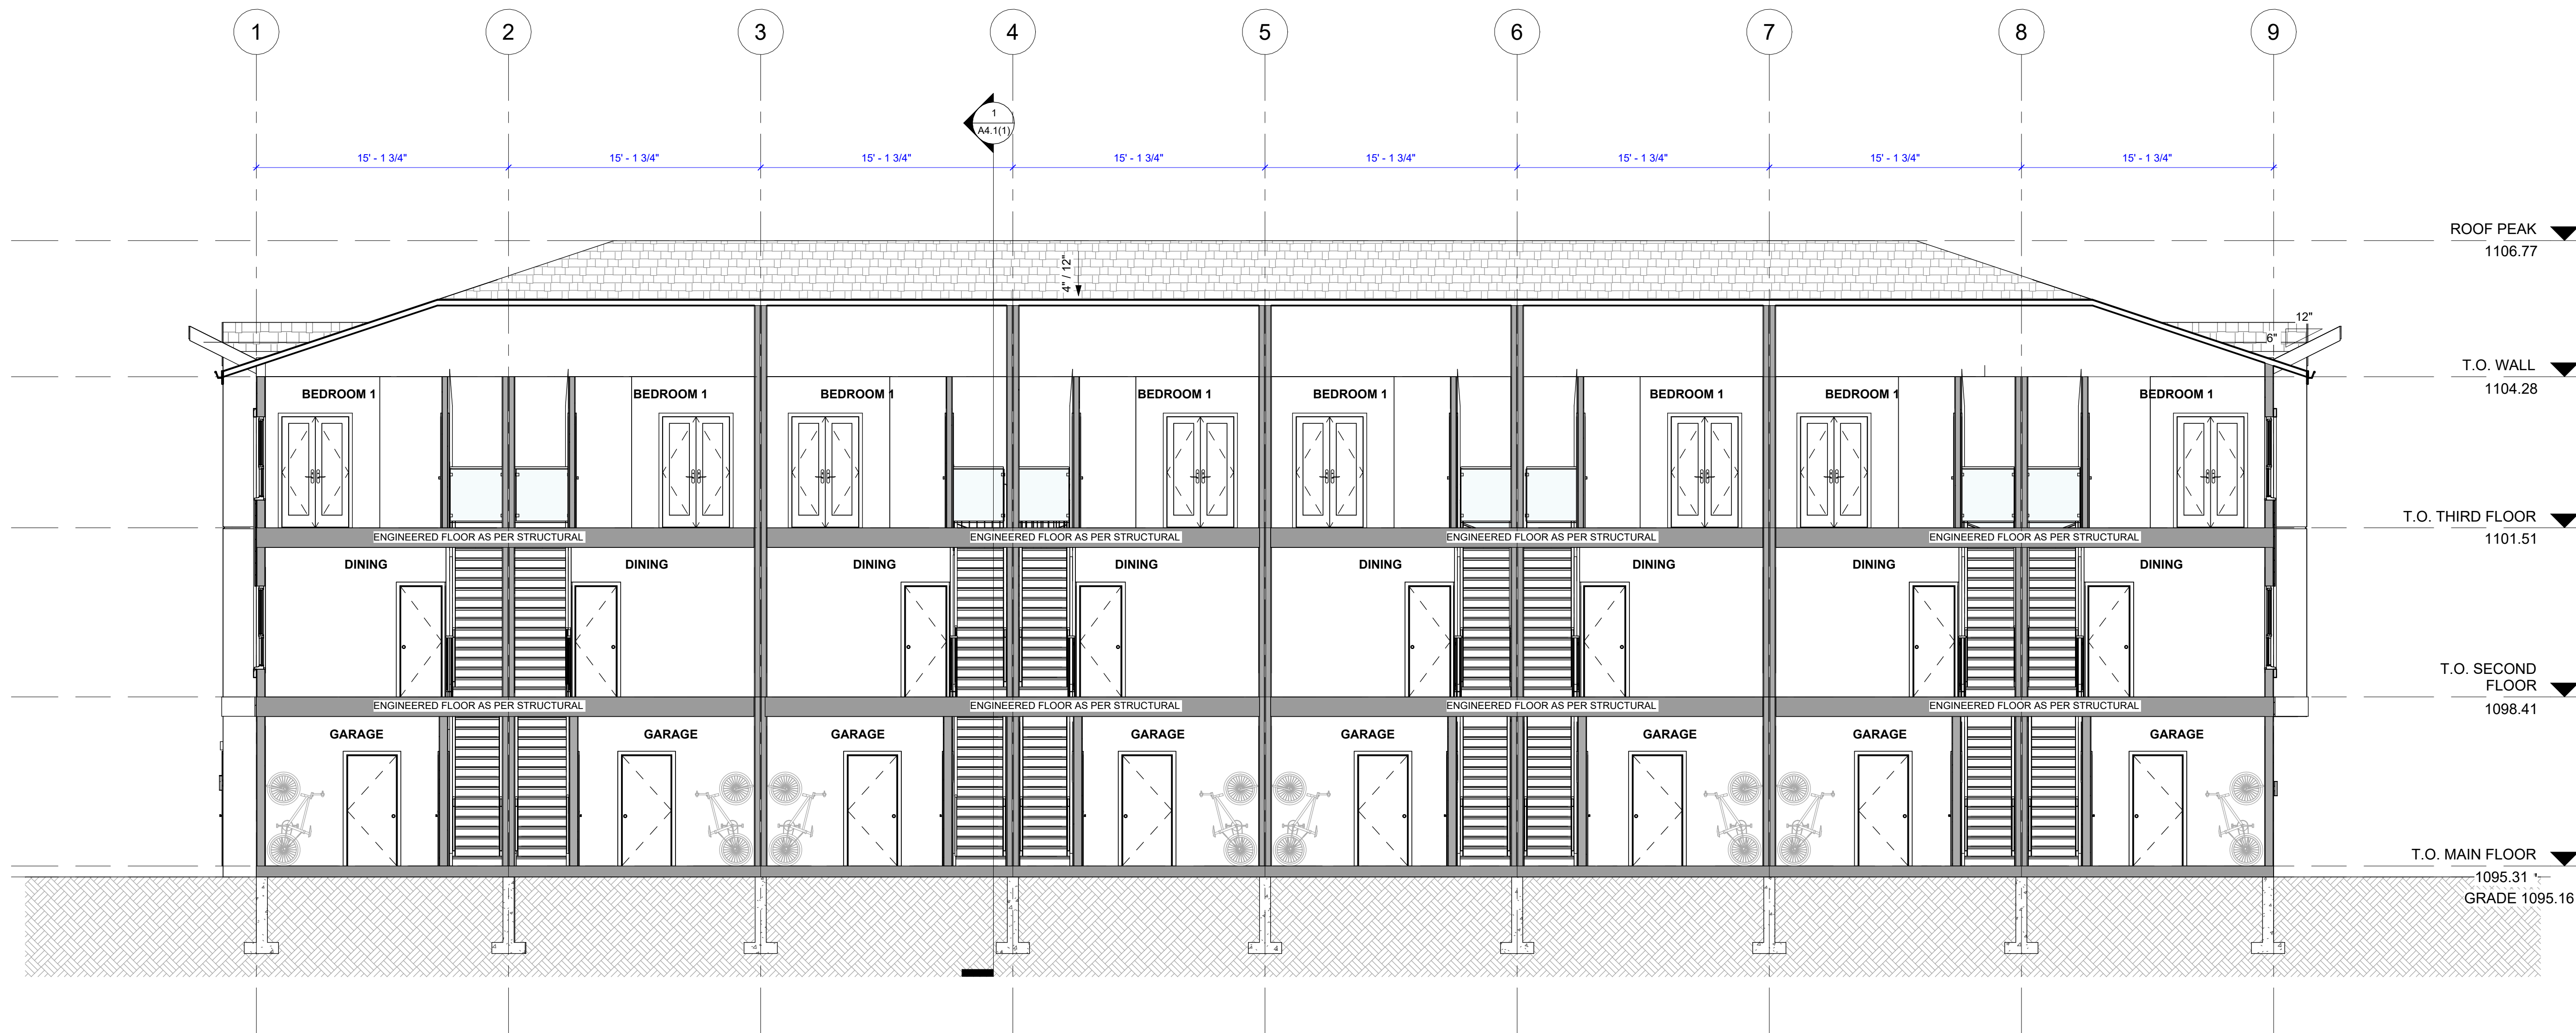 1 2 3 4 5 6 7 8 9
1
A4.1(1)
15' - 1 3/4" 15' - 1 3/4" 15' - 1 3/4" 15' - 1 3/4" 15' - 1 3/4" 15' - 1 3/4" 15' - 1 3/4" 15' - 1 3/4"
ROOF PEAK
1106.77
4" / 12"
12"
6"
T.O. WALL
1104.28
BEDROOM 1 BEDROOM 1 BEDROOM 1 BEDROOM 1 BEDROOM 1 BEDROOM 1 BEDROOM 1 BEDROOM 1
T.O. THIRD FLOOR
1101.51
ENGINEERED FLOOR AS PER STRUCTURAL ENGINEERED FLOOR AS PER STRUCTURAL ENGINEERED FLOOR AS PER STRUCTURAL ENGINEERED FLOOR AS PER STRUCTURAL
DINING DINING DINING DINING DINING DINING DINING DINING
T.O. SECOND
FLOOR
1098.41
ENGINEERED FLOOR AS PER STRUCTURAL ENGINEERED FLOOR AS PER STRUCTURAL ENGINEERED FLOOR AS PER STRUCTURAL ENGINEERED FLOOR AS PER STRUCTURAL
GARAGE GARAGE GARAGE GARAGE GARAGE GARAGE GARAGE GARAGE
T.O. MAIN FLOOR
1095.31
GRADE 1095.16